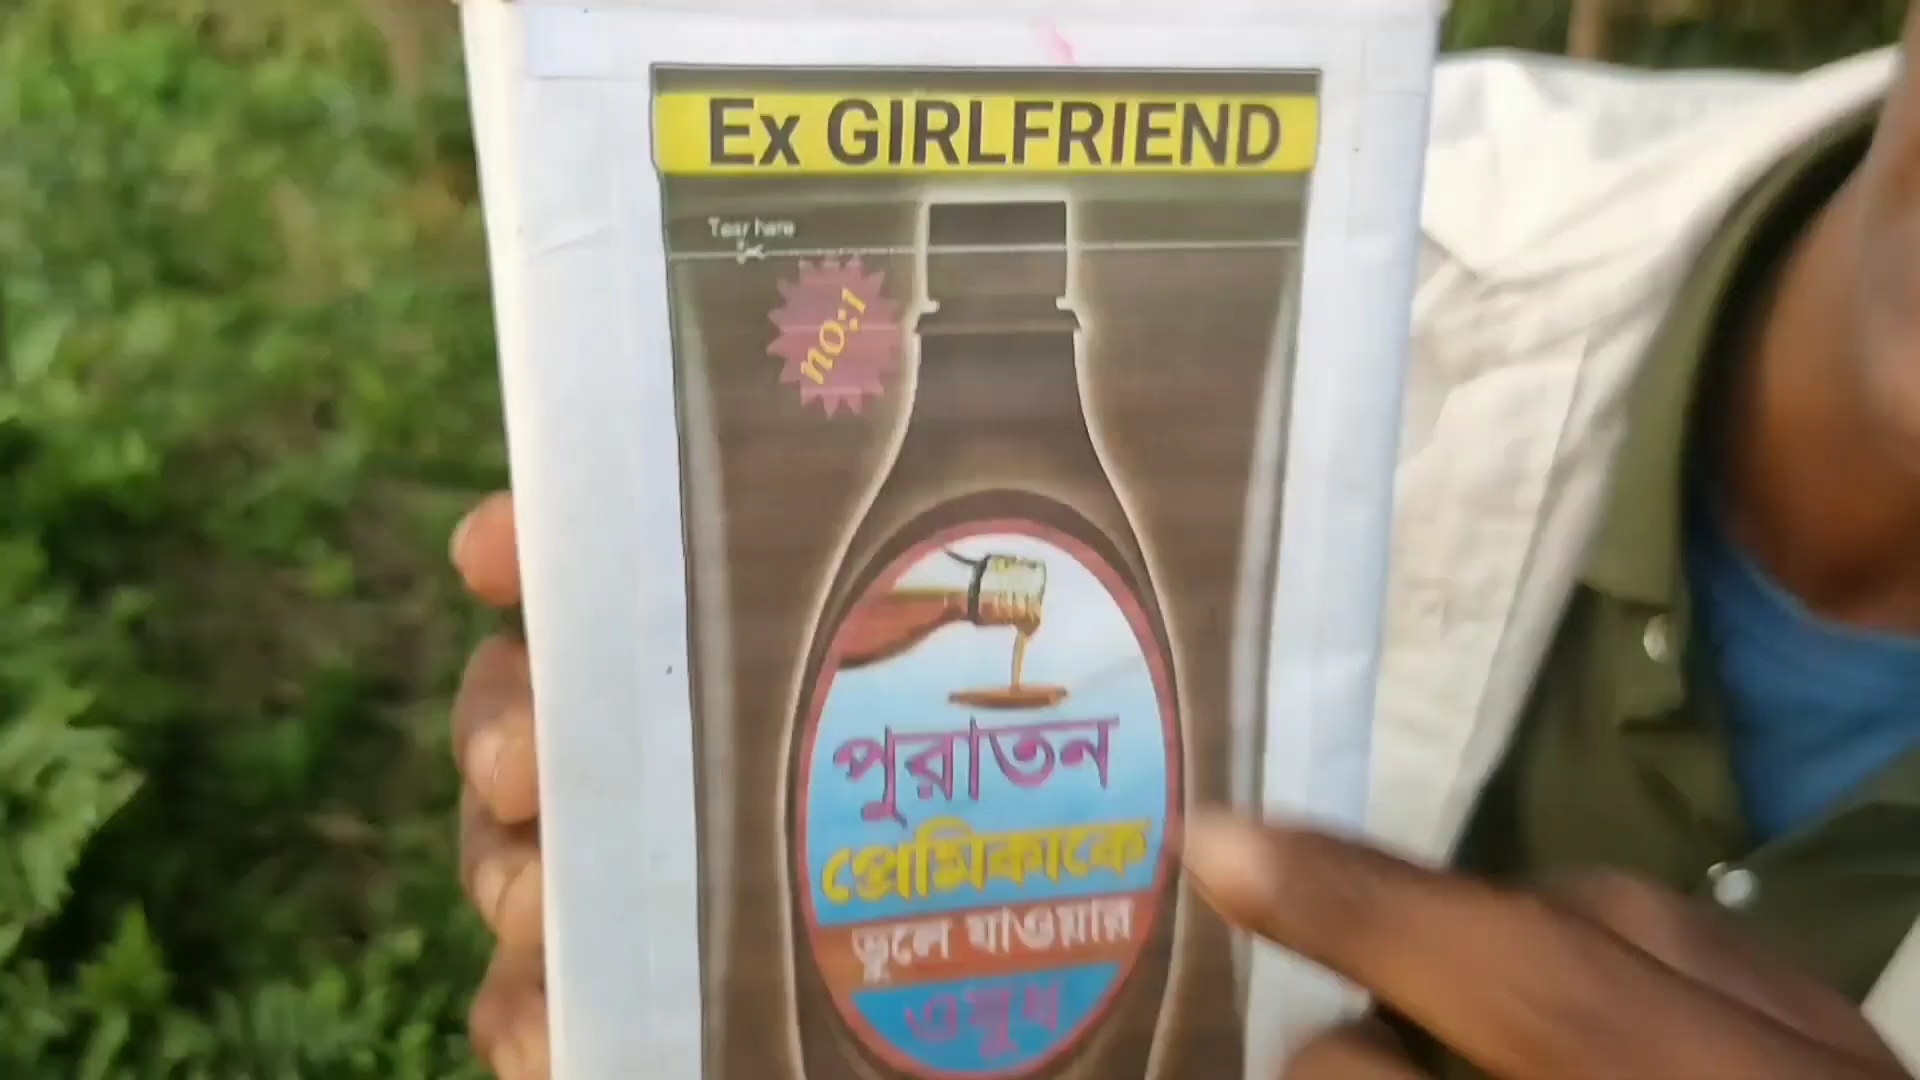 Ex GIRLFRIEND
Tear here
no:1
পুরাতন
প্রেমিকাকে
ভুলে যাওয়ার
ওষুধ